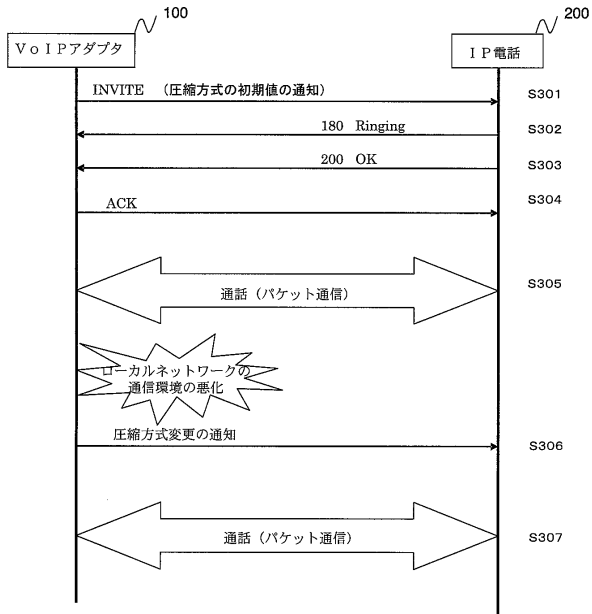 100
200
VoIPアダプタ
IP電話
INVITE （圧縮方式の初期値の通知）
S301
180 Ringing
S302
200 OK
S303
ACK
S304
通話（パケット通信）
S305
ローカルネットワークの
通信環境の悪化
圧縮方式変更の通知
S306
通話（パケット通信）
S307